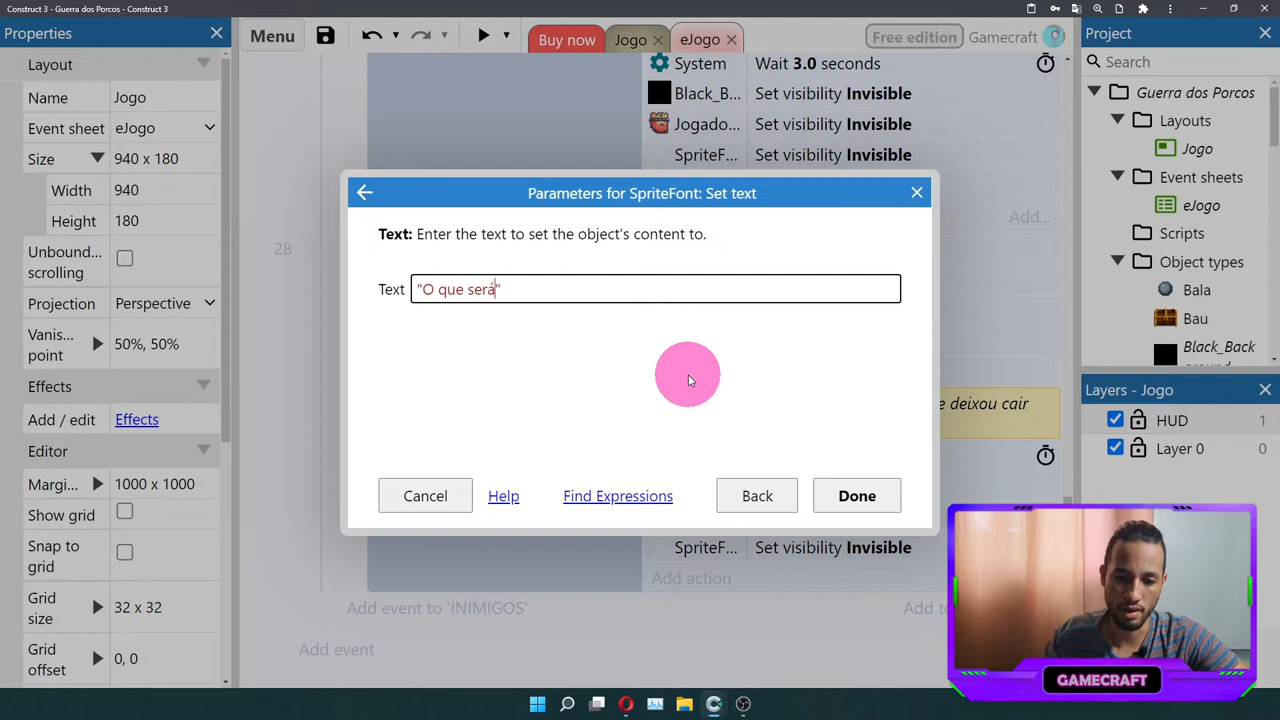 Construct 3 - Guerra dos Porcos - Construct 3
Properties
Menu
Buy now
Jogo
eJogo
Free edition
Gamecraft
Project
Layout
Name
Jogo
Event sheet
eJogo
Size
940 x 180
Width
940
Height
180
Unbound...
scrolling
Projection
Perspective
Vanis...
point
50%, 50%
Effects
Add / edit
Effects
Editor
Margi...
1000 x 1000
Show grid
Snap to
grid
Grid
size
32 x 32
Grid
offset
0, 0
28
System
Wait 3.0 seconds
Black_B...
Set visibility Invisible
Jogado...
Set visibility Invisible
SpriteF...
Set visibility Invisible
Add...
Parameters for SpriteFont: Set text
Text: Enter the text to set the object's content to.
Text
"O que será"
Cancel
Help
Find Expressions
Back
Done
e deixou cair
SpriteF...
Set visibility Invisible
Add action
Add event to 'INIMIGOS'
Add to
Add event
Search
Guerra dos Porcos
Layouts
Jogo
Event sheets
eJogo
Scripts
Object types
Bala
Bau
Black_Back
ground
Layers - Jogo
HUD
1
Layer 0
0
GAMECRAFT